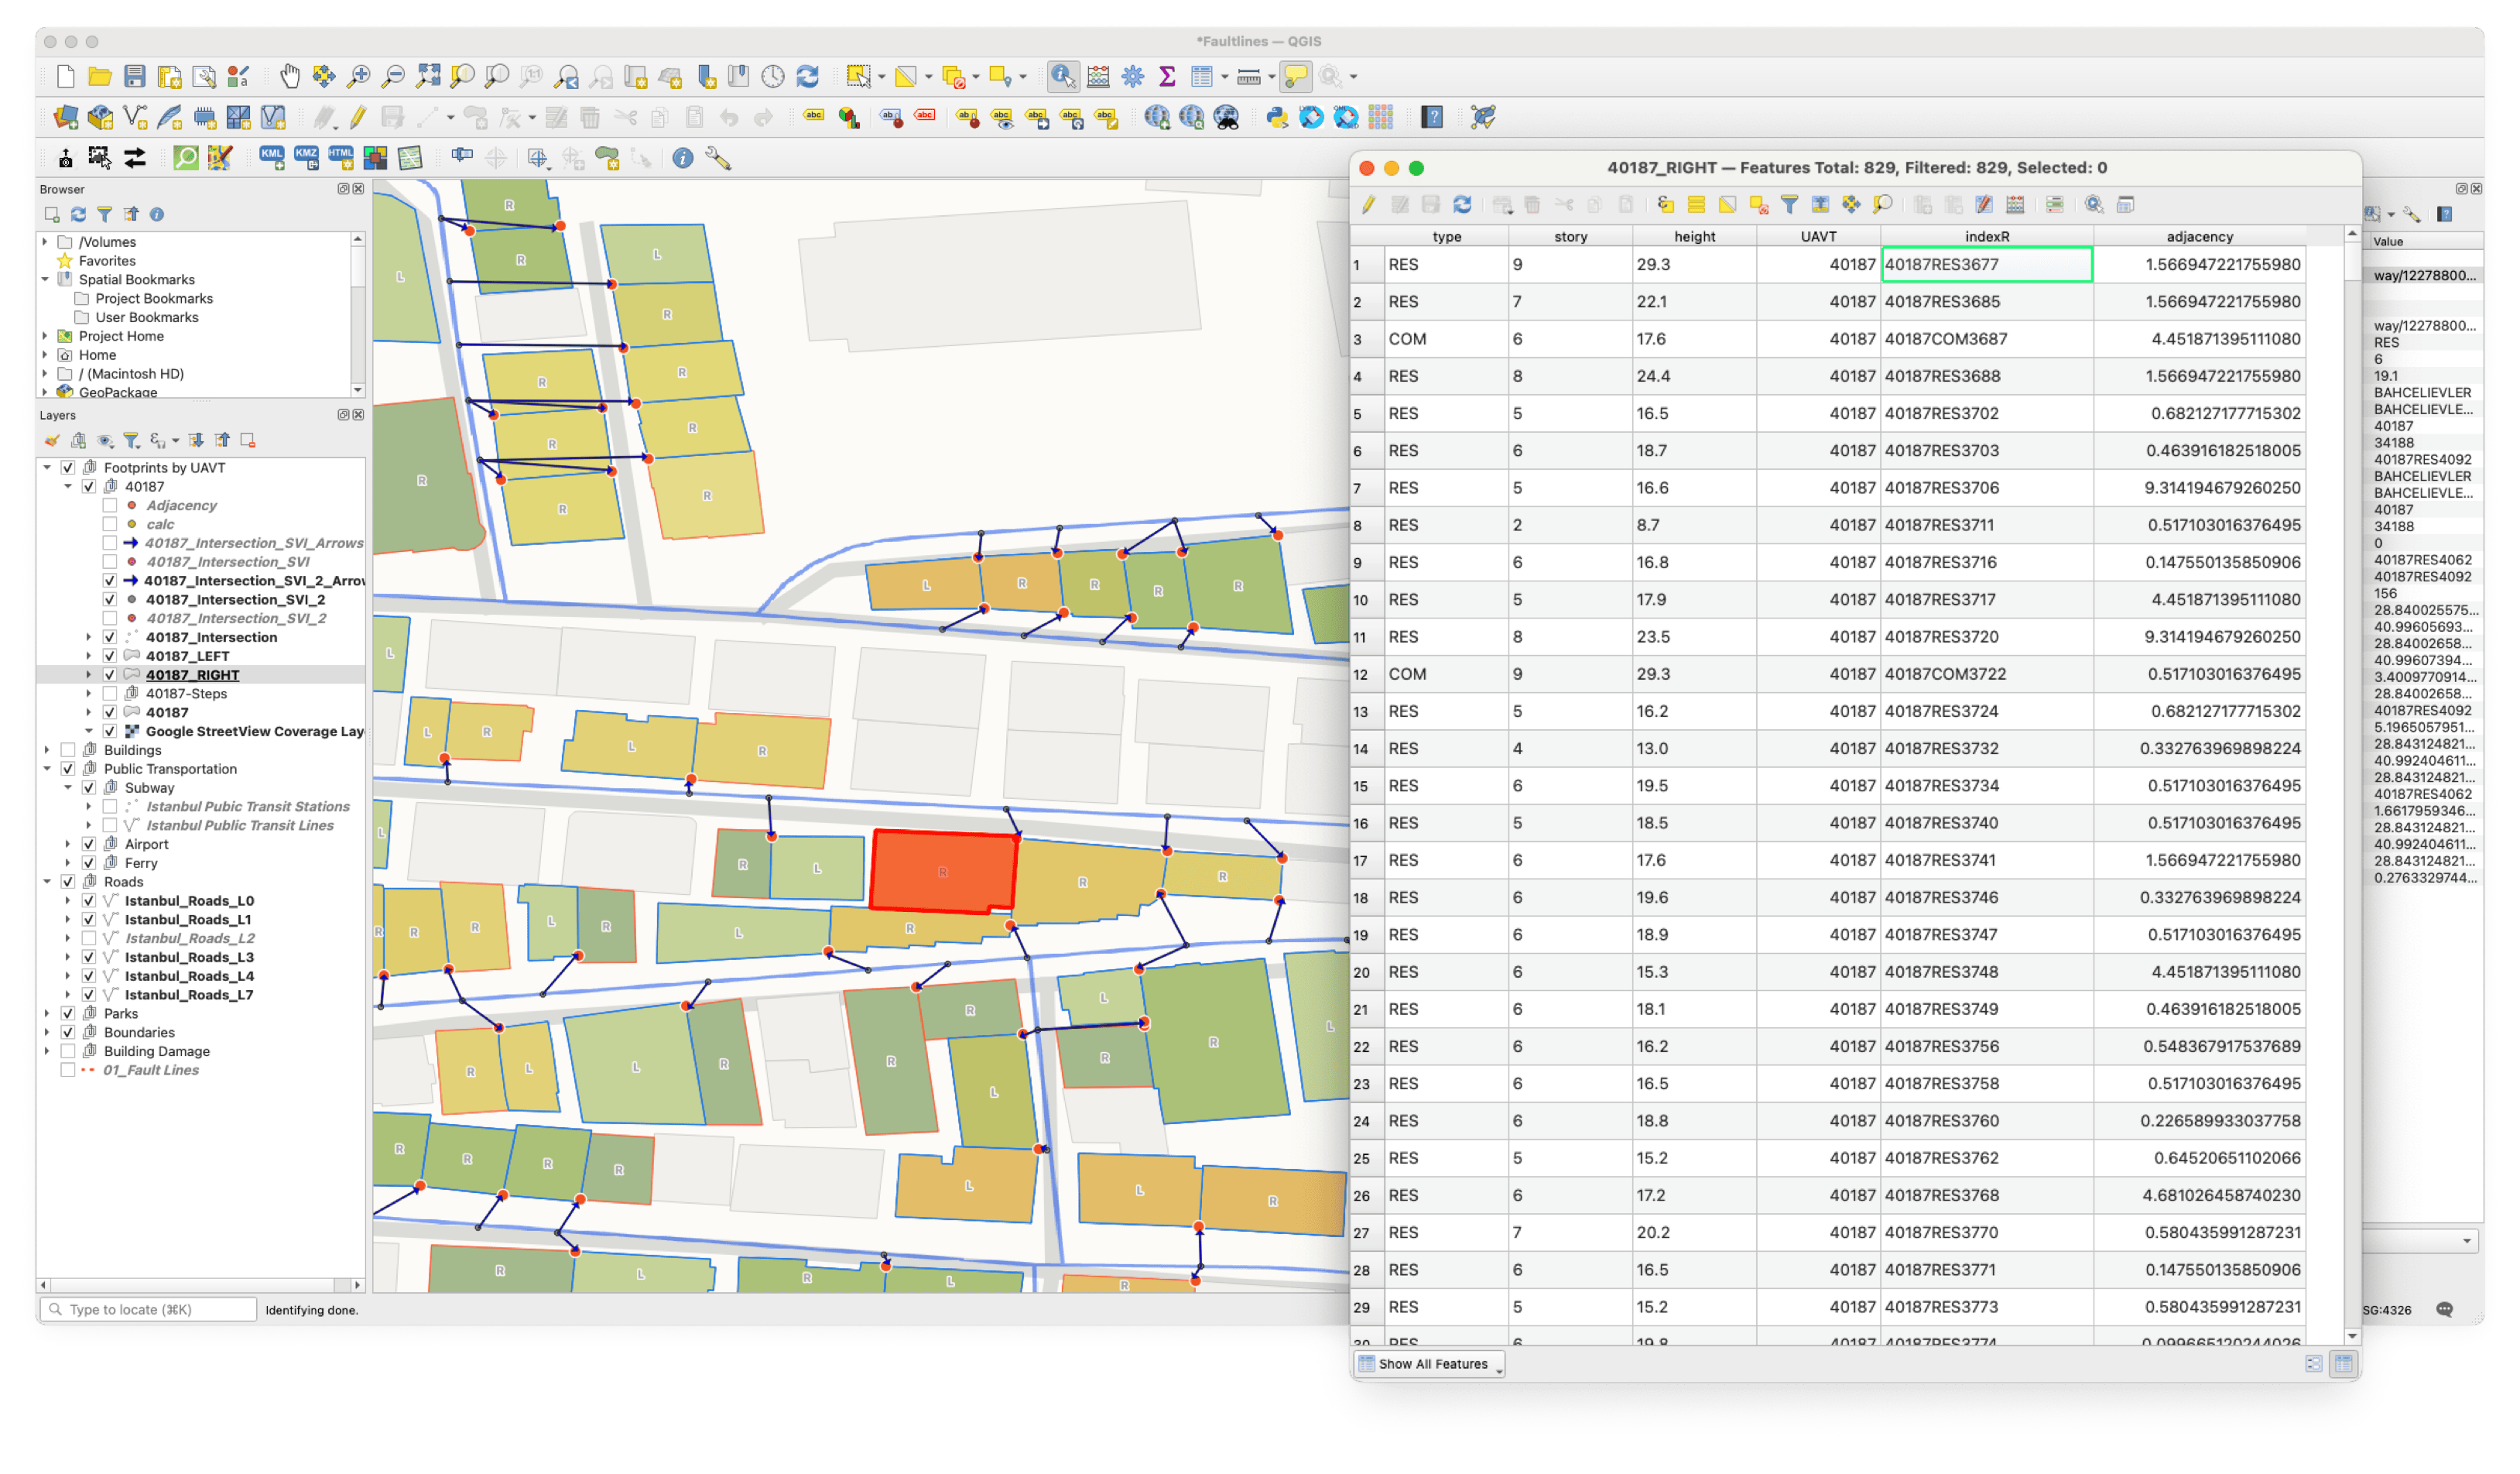 *Faultlines — QGIS
Browser
/Volumes
Favorites
Spatial Bookmarks
Project Bookmarks
User Bookmarks
Project Home
Home
/ (Macintosh HD)
GeoPackage
Layers
Footprints by UAVT
40187
Adjacency
calc
40187_Intersection_SVI_Arrows
40187_Intersection_SVI
40187_Intersection_SVI_2_Arro
40187_Intersection_SVI_2
40187_Intersection_SVI_2
40187_Intersection
40187_LEFT
40187_RIGHT
40187-Steps
40187
Google StreetView Coverage Lay
Buildings
Public Transportation
Subway
Istanbul Pubic Transit Stations
Istanbul Public Transit Lines
Airport
Ferry
Roads
Istanbul_Roads_L0
Istanbul_Roads_L1
Istanbul_Roads_L2
Istanbul_Roads_L3
Istanbul_Roads_L4
Istanbul_Roads_L7
Parks
Boundaries
Building Damage
01_Fault Lines
Type to locate (⌘K) Identifying done.
40187_RIGHT — Features Total: 829, Filtered: 829, Selected: 0
type story height UAVT indexR adjacency
1 RES 9 29.3 40187 40187RES3677 1.566947221755980
2 RES 7 22.1 40187 40187RES3685 1.566947221755980
3 COM 6 17.6 40187 40187COM3687 4.451871395111080
4 RES 8 24.4 40187 40187RES3688 1.566947221755980
5 RES 5 16.5 40187 40187RES3702 0.682127177715302
6 RES 6 18.7 40187 40187RES3703 0.463916182518005
7 RES 5 16.6 40187 40187RES3706 9.314194679260250
8 RES 2 8.7 40187 40187RES3711 0.517103016376495
9 RES 6 16.8 40187 40187RES3716 0.147550135850906
10 RES 5 17.9 40187 40187RES3717 4.451871395111080
11 RES 8 23.5 40187 40187RES3720 9.314194679260250
12 COM 9 29.3 40187 40187COM3722 0.517103016376495
13 RES 5 16.2 40187 40187RES3724 0.682127177715302
14 RES 4 13.0 40187 40187RES3732 0.332763969898224
15 RES 6 19.5 40187 40187RES3734 0.517103016376495
16 RES 5 18.5 40187 40187RES3740 0.517103016376495
17 RES 6 17.6 40187 40187RES3741 1.566947221755980
18 RES 6 19.6 40187 40187RES3746 0.332763969898224
19 RES 6 18.9 40187 40187RES3747 0.517103016376495
20 RES 6 15.3 40187 40187RES3748 4.451871395111080
21 RES 6 18.1 40187 40187RES3749 0.463916182518005
22 RES 6 16.2 40187 40187RES3756 0.548367917537689
23 RES 6 16.5 40187 40187RES3758 0.517103016376495
24 RES 6 18.8 40187 40187RES3760 0.226589933037758
25 RES 5 15.2 40187 40187RES3762 0.64520651102066
26 RES 6 17.2 40187 40187RES3768 4.681026458740230
27 RES 7 20.2 40187 40187RES3770 0.580435991287231
28 RES 6 16.5 40187 40187RES3771 0.147550135850906
29 RES 5 15.2 40187 40187RES3773 0.580435991287231
30 RES 6 19.8 40187 40187RES3774
Show All Features
Value
way/12278800...
way/12278800...
RES
6
19.1
BAHCELIEVLER
BAHCELIEVLE...
40187
34188
40187RES4092
BAHCELIEVLER
BAHCELIEVLE...
40187
34188
0
40187RES4062
40187RES4092
156
28.840025575...
40.99605693...
28.84002658...
40.99607394...
3.4009770914...
28.84002658...
40187RES4092
5.1965057951...
28.843124821...
40.992404611...
28.843124821...
40187RES4062
1.6617959346...
28.843124821...
40.992404611...
28.843124821...
0.2763329744...
SG:4326